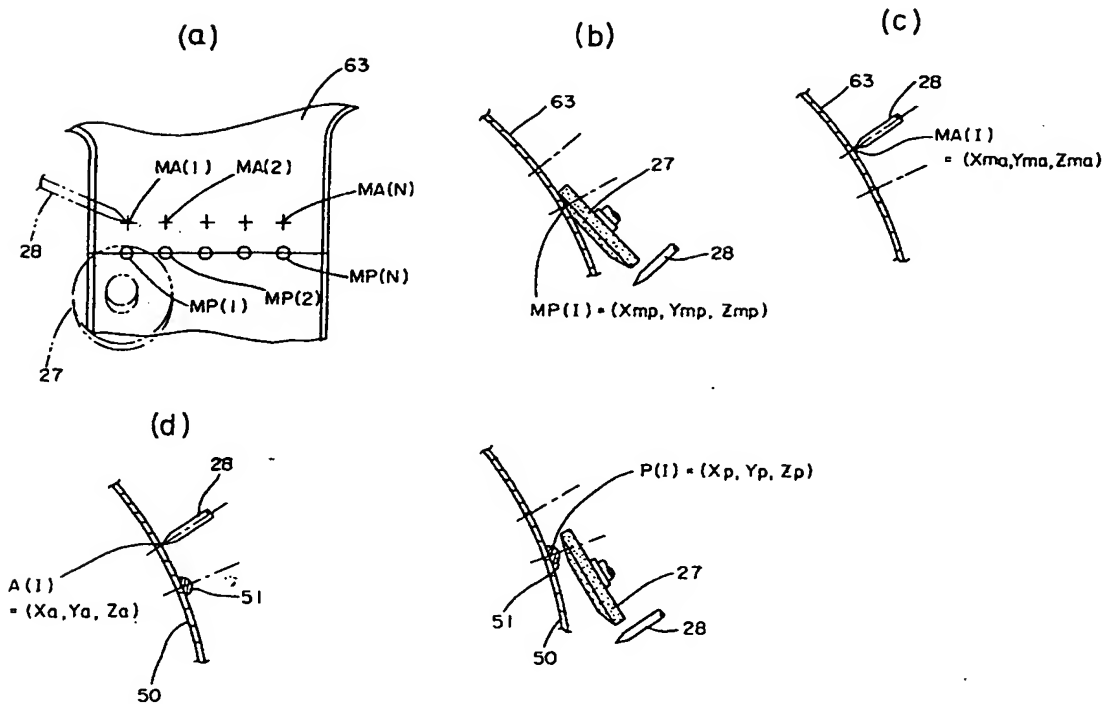 (a)
63
MA(1)
MA(2)
MA(N)
28
MP(1)
MP(2)
MP(N)
27
(b)
63
27
28
MP(I) = (Xmp, Ymp, Zmp)
(c)
63
28
MA(I)
= (Xma,Yma,Zma)
(d)
28
A(I)
= (Xa, Ya, Za)
51
50
P(I) = (Xp, Yp, Zp)
27
51
28
50